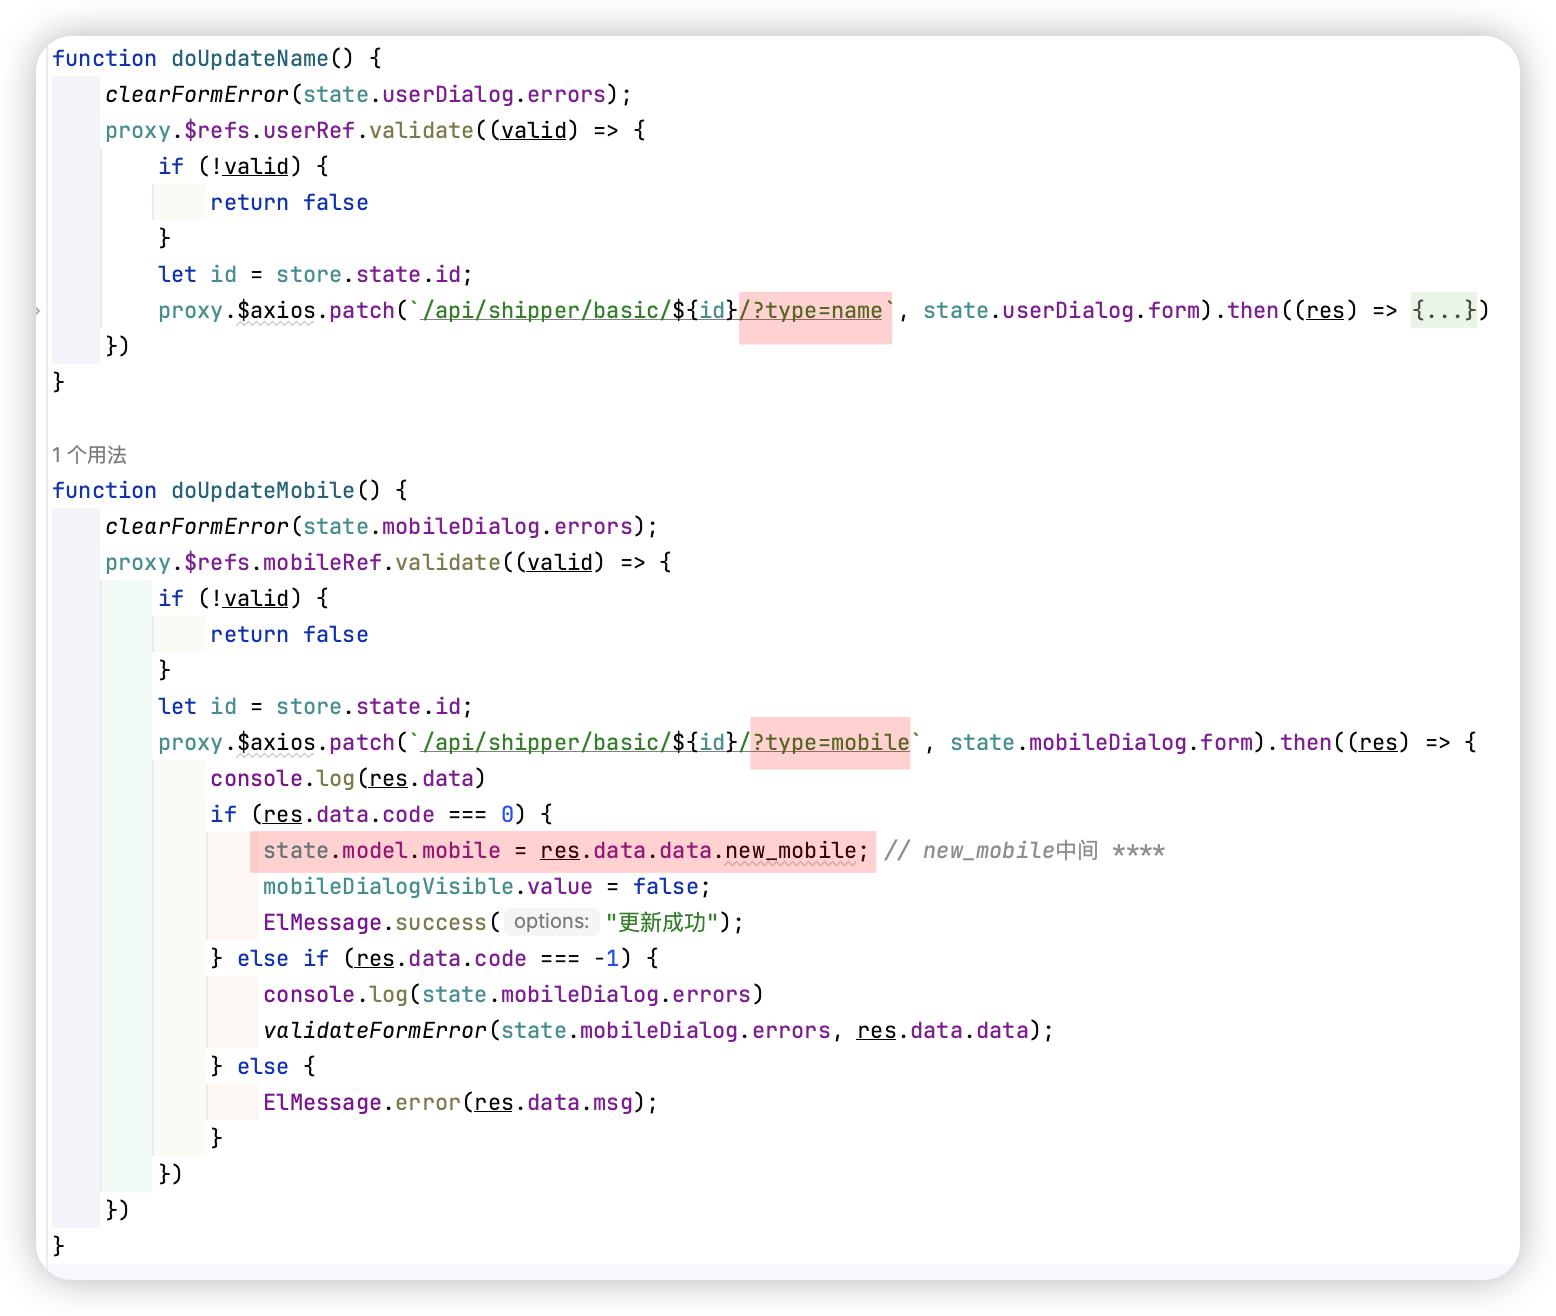 function doUpdateName() {
clearFormError(state.userDialog.errors);
proxy.$refs.userRef.validate((valid) => {
if (!valid) {
return false
}
let id = store.state.id;
proxy.$axios.patch(`/api/shipper/basic/${id}/?type=name`, state.userDialog.form).then((res) => {...})
})
}
1 个用法
function doUpdateMobile() {
clearFormError(state.mobileDialog.errors);
proxy.$refs.mobileRef.validate((valid) => {
if (!valid) {
return false
}
let id = store.state.id;
proxy.$axios.patch(`/api/shipper/basic/${id}/?type=mobile`, state.mobileDialog.form).then((res) => {
console.log(res.data)
if (res.data.code === 0) {
state.model.mobile = res.data.data.new_mobile; // new_mobile中间 ****
mobileDialogVisible.value = false;
ElMessage.success( options: "更新成功");
} else if (res.data.code === -1) {
console.log(state.mobileDialog.errors)
validateFormError(state.mobileDialog.errors, res.data.data);
} else {
ElMessage.error(res.data.msg);
}
})
})
}